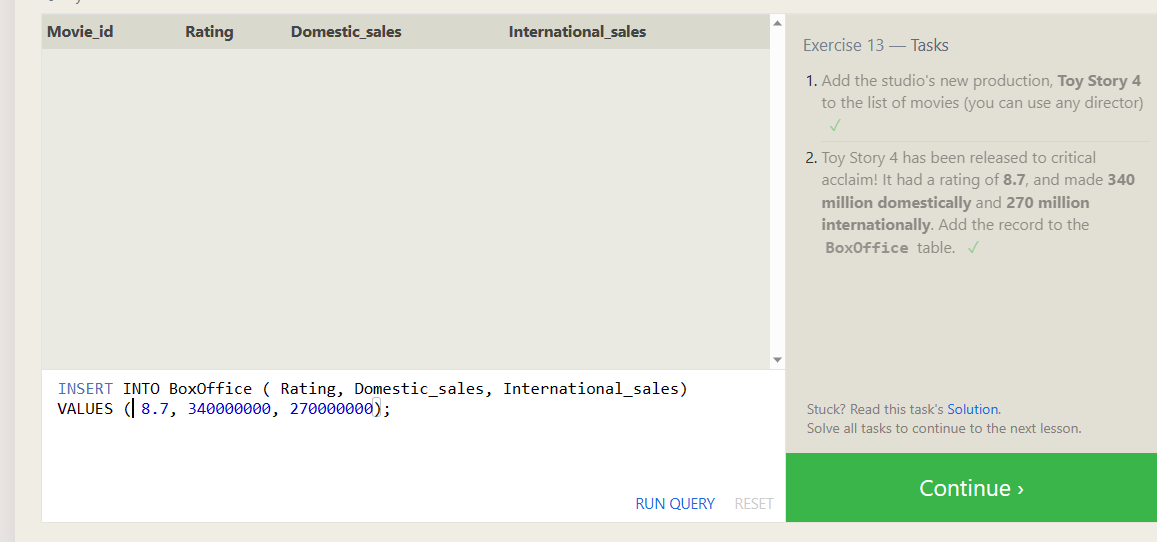 Movie_id Rating Domestic_sales International_sales
Exercise 13 — Tasks
1. Add the studio's new production, Toy Story 4
to the list of movies (you can use any director)
✓
2. Toy Story 4 has been released to critical
acclaim! It had a rating of 8.7, and made 340
million domestically and 270 million
internationally. Add the record to the
BoxOffice table. ✓
INSERT INTO BoxOffice ( Rating, Domestic_sales, International_sales)
VALUES ( 8.7, 340000000, 270000000);
RUN QUERY RESET
Stuck? Read this task's Solution.
Solve all tasks to continue to the next lesson.
Continue ›